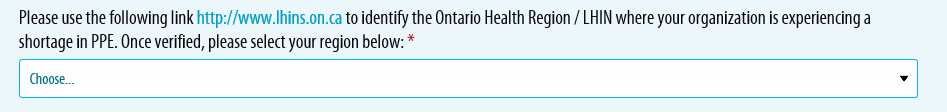 Please use the following link http://www.lhins.on.ca to identify the Ontario Health Region / LHIN where your organization is experiencing a
shortage in PPE. Once verified, please select your region below: *
Choose...